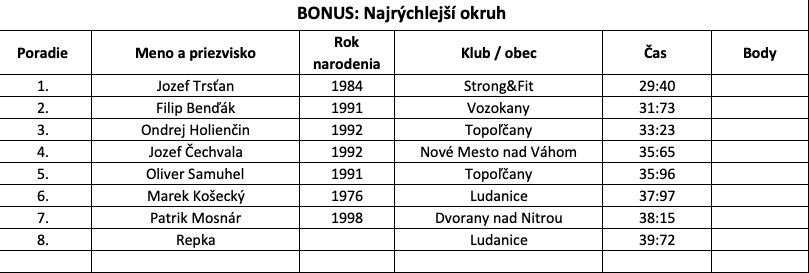 BONUS: Najrýchlejší okruh
Poradie Meno a priezvisko Rok narodenia Klub / obec Čas Body
1. Jozef Trsťan 1984 Strong&Fit 29:40
2. Filip Benďák 1991 Vozokany 31:73
3. Ondrej Holienčin 1992 Topoľčany 33:23
4. Jozef Čechvala 1992 Nové Mesto nad Váhom 35:65
5. Oliver Samuhel 1991 Topoľčany 35:96
6. Marek Košecký 1976 Ludanice 37:97
7. Patrik Mosnár 1998 Dvorany nad Nitrou 38:15
8. Repka Ludanice 39:72